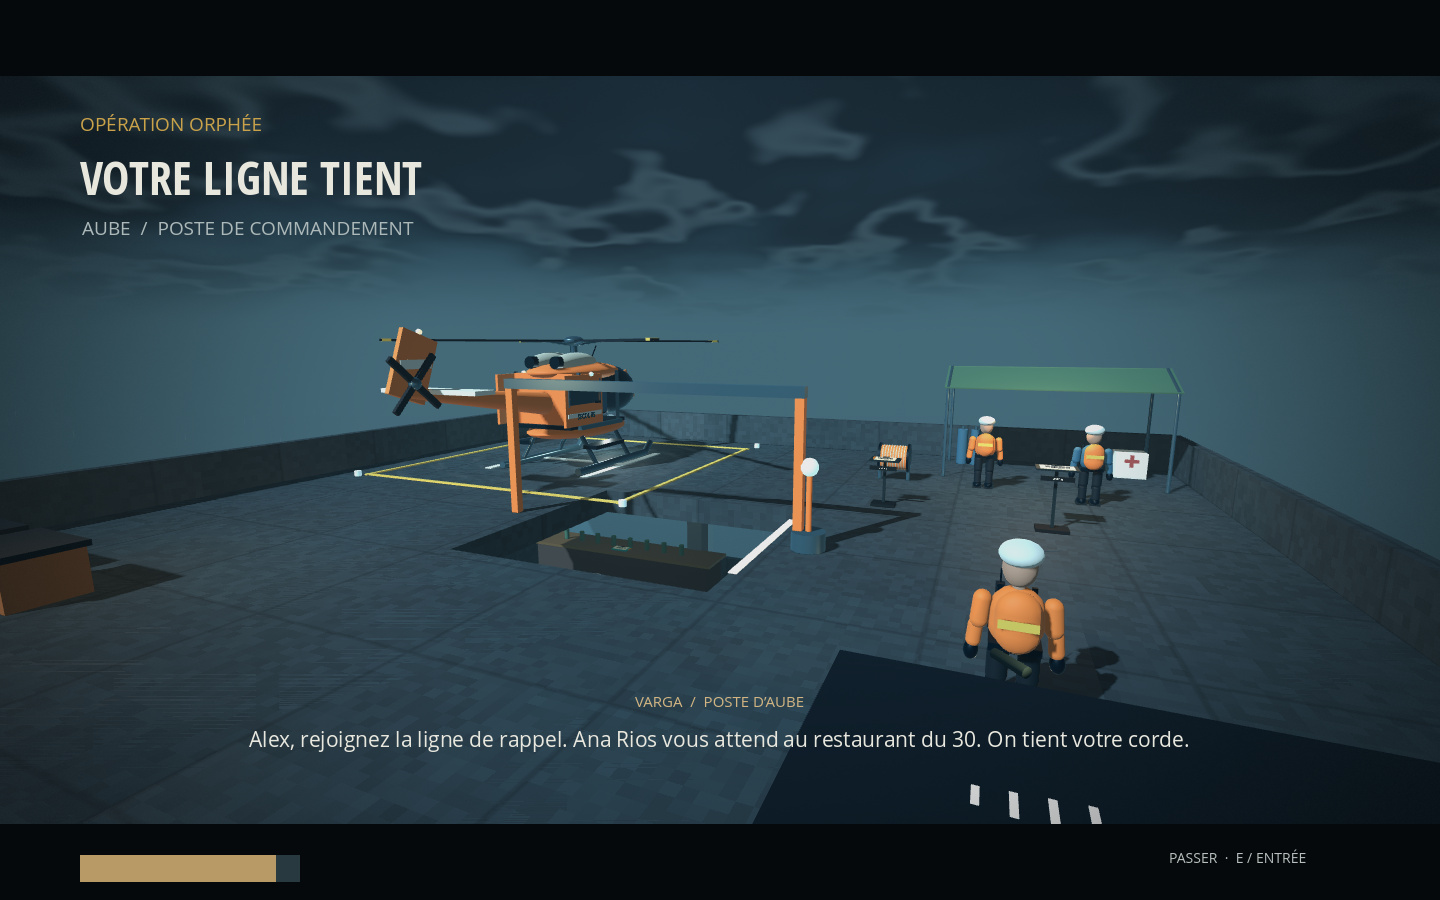 OPÉRATION ORPHÉE
VOTRE LIGNE TIENT
AUBE / POSTE DE COMMANDEMENT
VARGA / POSTE D'AUBE
Alex, rejoignez la ligne de rappel. Ana Rios vous attend au restaurant du 30. On tient votre corde.
PASSER · E / ENTRÉE